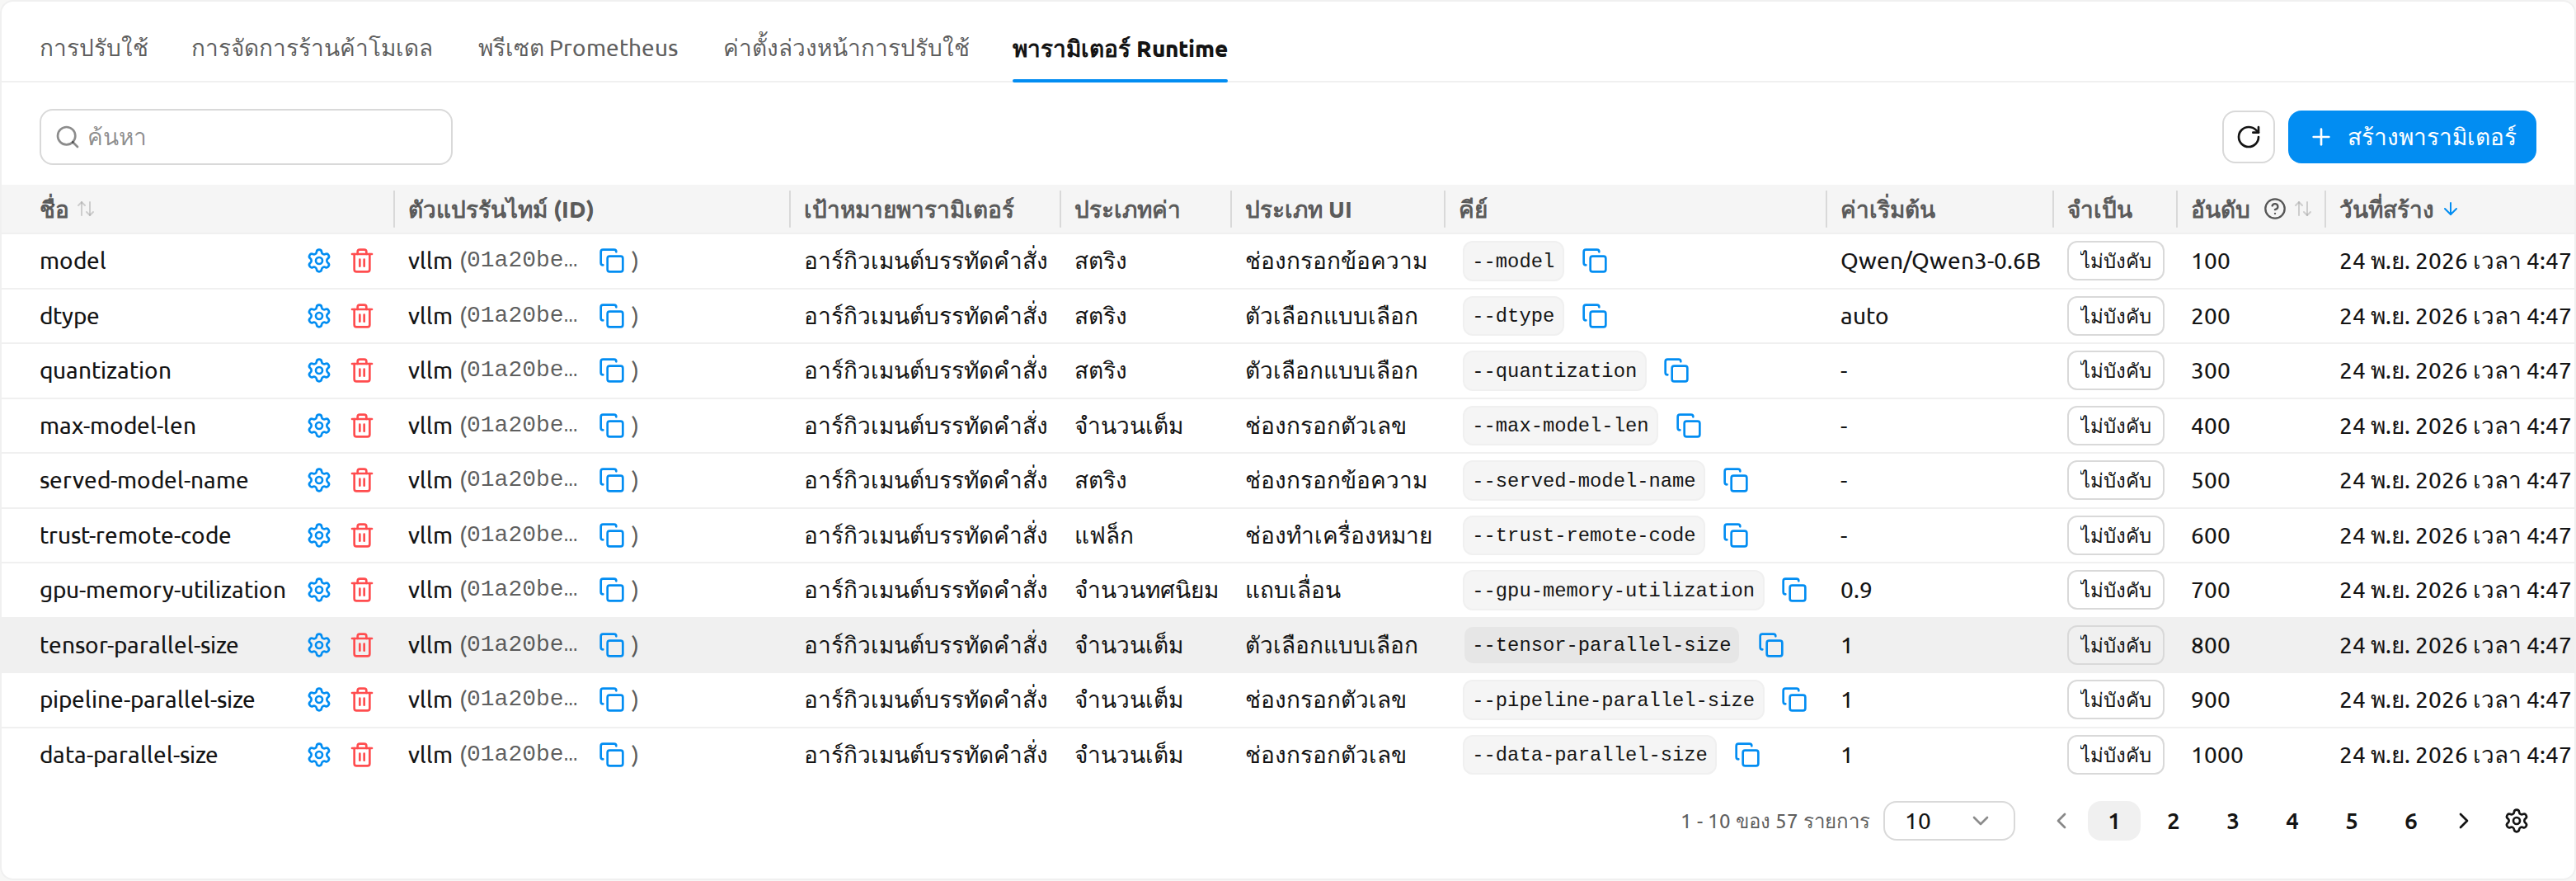 การปรับใช้ การจัดการร้านค้าโมเดล พรีเซต Prometheus ค่าตั้งล่วงหน้าการปรับใช้ พารามิเตอร์ Runtime
ค้นหา สร้างพารามิเตอร์
ชื่อ ตัวแปรรันไทม์ (ID) เป้าหมายพารามิเตอร์ ประเภทค่า ประเภท UI คีย์ ค่าเริ่มต้น จำเป็น อันดับ วันที่สร้าง
model vllm (01a20be… ) อาร์กิวเมนต์บรรทัดคำสั่ง สตริง ช่องกรอกข้อความ --model Qwen/Qwen3-0.6B ไม่บังคับ 100 24 พ.ย. 2026 เวลา 4:47
dtype vllm (01a20be… ) อาร์กิวเมนต์บรรทัดคำสั่ง สตริง ตัวเลือกแบบเลือก --dtype auto ไม่บังคับ 200 24 พ.ย. 2026 เวลา 4:47
quantization vllm (01a20be… ) อาร์กิวเมนต์บรรทัดคำสั่ง สตริง ตัวเลือกแบบเลือก --quantization - ไม่บังคับ 300 24 พ.ย. 2026 เวลา 4:47
max-model-len vllm (01a20be… ) อาร์กิวเมนต์บรรทัดคำสั่ง จำนวนเต็ม ช่องกรอกตัวเลข --max-model-len - ไม่บังคับ 400 24 พ.ย. 2026 เวลา 4:47
served-model-name vllm (01a20be… ) อาร์กิวเมนต์บรรทัดคำสั่ง สตริง ช่องกรอกข้อความ --served-model-name - ไม่บังคับ 500 24 พ.ย. 2026 เวลา 4:47
trust-remote-code vllm (01a20be… ) อาร์กิวเมนต์บรรทัดคำสั่ง แฟล็ก ช่องทำเครื่องหมาย --trust-remote-code - ไม่บังคับ 600 24 พ.ย. 2026 เวลา 4:47
gpu-memory-utilization vllm (01a20be… ) อาร์กิวเมนต์บรรทัดคำสั่ง จำนวนทศนิยม แถบเลื่อน --gpu-memory-utilization 0.9 ไม่บังคับ 700 24 พ.ย. 2026 เวลา 4:47
tensor-parallel-size vllm (01a20be… ) อาร์กิวเมนต์บรรทัดคำสั่ง จำนวนเต็ม ตัวเลือกแบบเลือก --tensor-parallel-size 1 ไม่บังคับ 800 24 พ.ย. 2026 เวลา 4:47
pipeline-parallel-size vllm (01a20be… ) อาร์กิวเมนต์บรรทัดคำสั่ง จำนวนเต็ม ช่องกรอกตัวเลข --pipeline-parallel-size 1 ไม่บังคับ 900 24 พ.ย. 2026 เวลา 4:47
data-parallel-size vllm (01a20be… ) อาร์กิวเมนต์บรรทัดคำสั่ง จำนวนเต็ม ช่องกรอกตัวเลข --data-parallel-size 1 ไม่บังคับ 1000 24 พ.ย. 2026 เวลา 4:47
1 - 10 ของ 57 รายการ 10 1 2 3 4 5 6